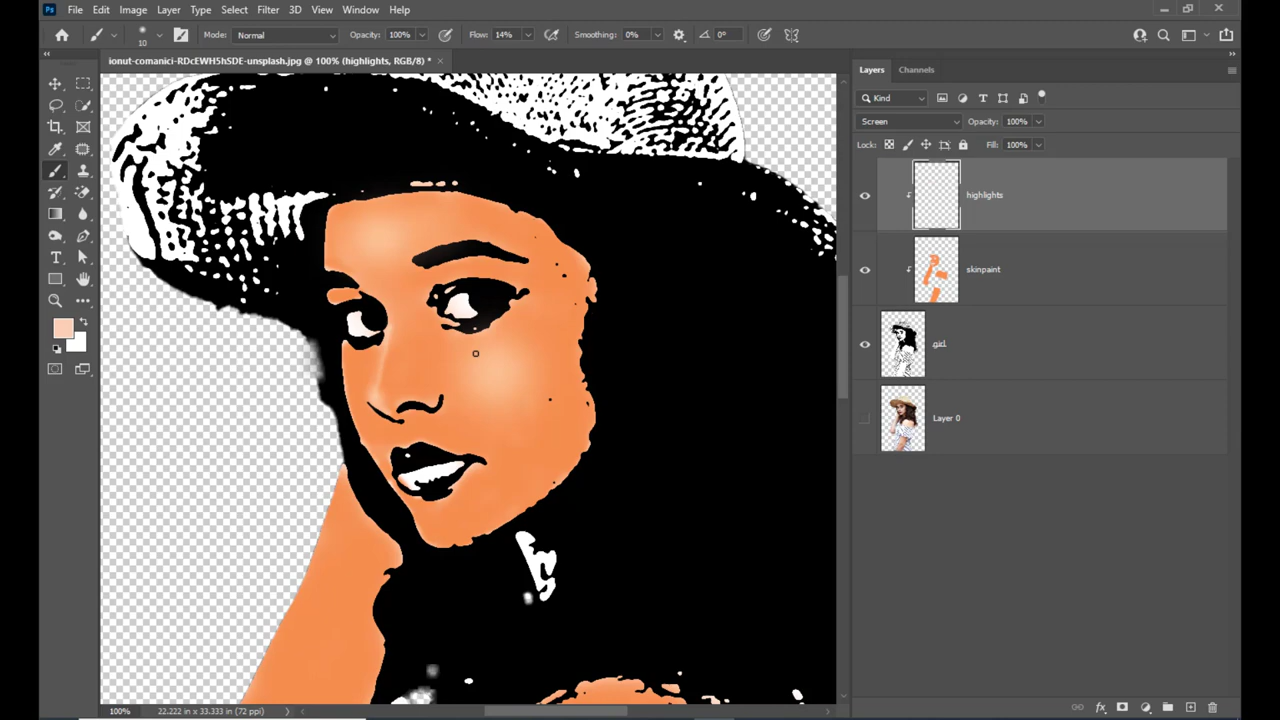 Ps File Edit Image Layer Type Select Filter 3D View Window Help
10 Mode: Normal Opacity: 100% Flow: 14% Smoothing: 0% 0°
ionut-comanici-RDcEWH5hSDE-unsplash.jpg @ 100% (highlights, RGB/8) *
Layers Channels
Kind
Screen Opacity: 100%
Lock: Fill: 100%
highlights
skinpaint
girl
Layer 0
100% 22.222 in x 33.333 in (72 ppi)